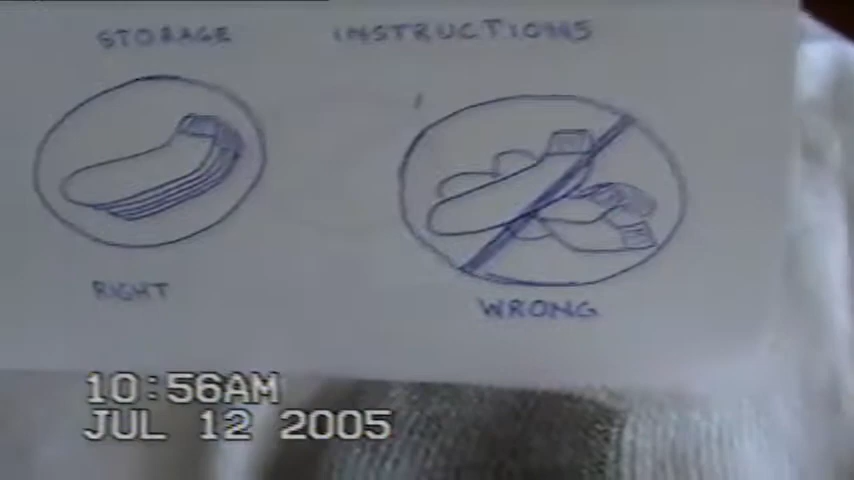 STORAGE INSTRUCTIONS
RIGHT
WRONG
10:56AM
JUL 12 2005